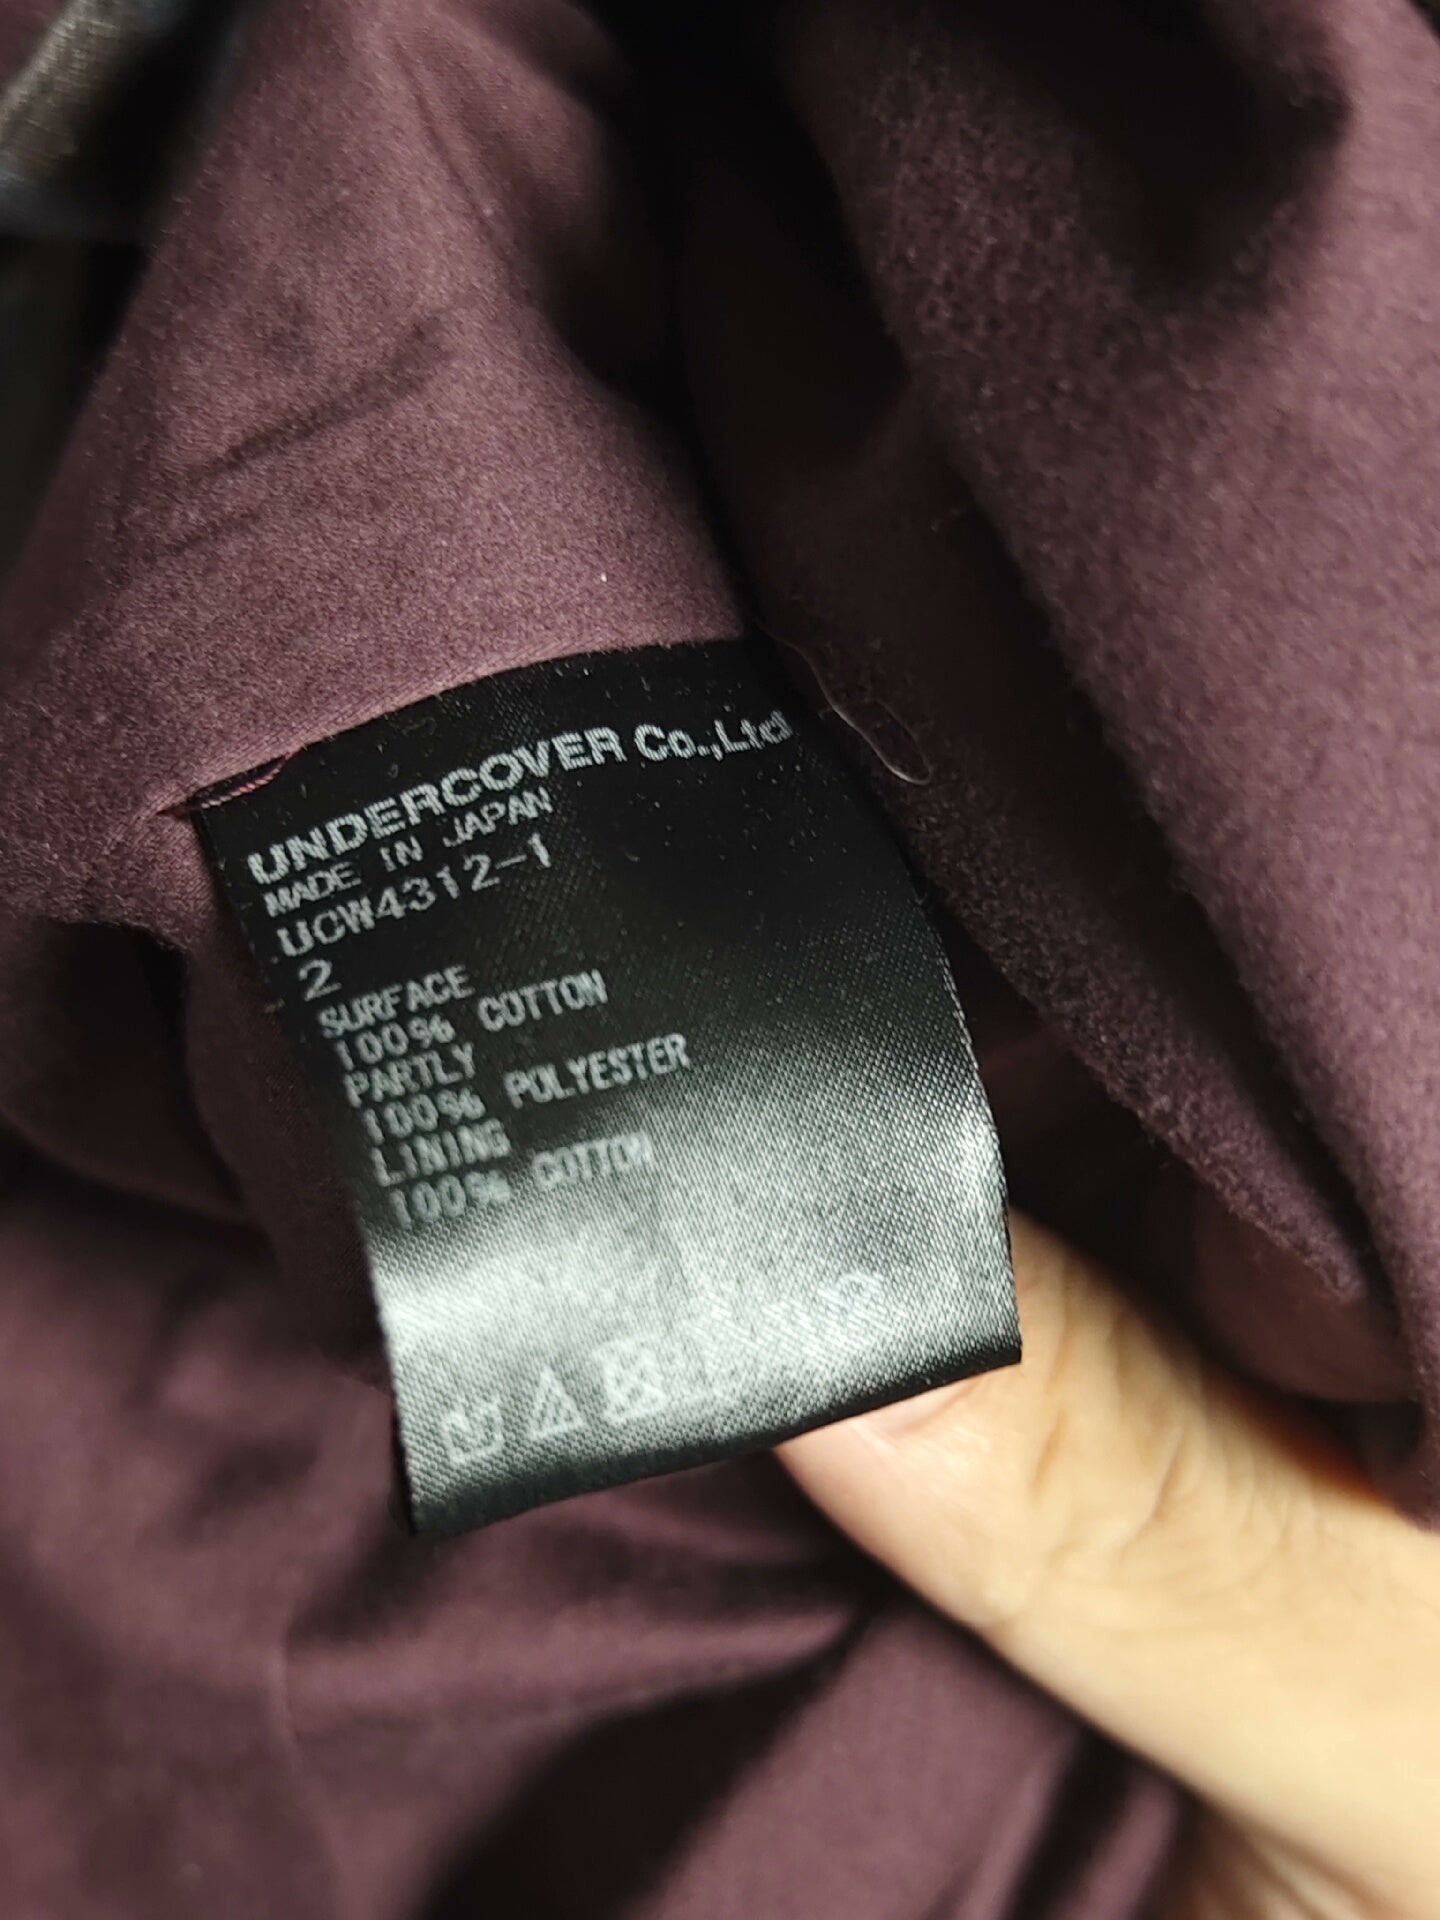 UNDERCOVER Co.,Ltd
MADE IN JAPAN
UCW4312-1
2
SURFACE
100% COTTON
PARTLY
100% POLYESTER
LINING
100% COTTON